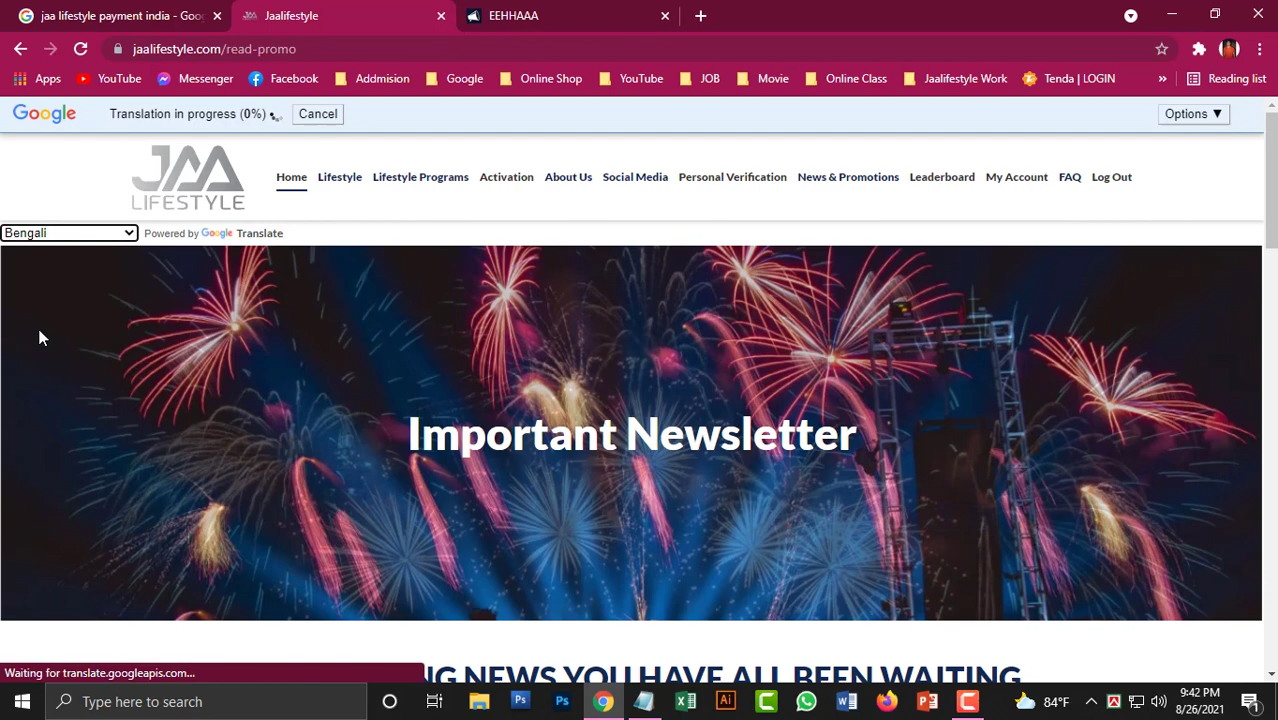 jaa lifestyle payment india - Goo
Jaalifestyle
EEHHAAA
jaalifestyle.com/read-promo
Apps
YouTube
Messenger
Facebook
Addmision
Google
Online Shop
YouTube
JOB
Movie
Online Class
Jaalifestyle Work
Tenda | LOGIN
»
Reading list
Google
Translation in progress (0%)
Cancel
Options ▼
JAA
LIFESTYLE
Home
Lifestyle
Lifestyle Programs
Activation
About Us
Social Media
Personal Verification
News & Promotions
Leaderboard
My Account
FAQ
Log Out
Bengali
Powered by Google Translate
Important Newsletter
NEWS YOU HAVE ALL BEEN WAITING
Waiting for translate.googleapis.com...
Type here to search
84°F
9:42 PM
8/26/2021